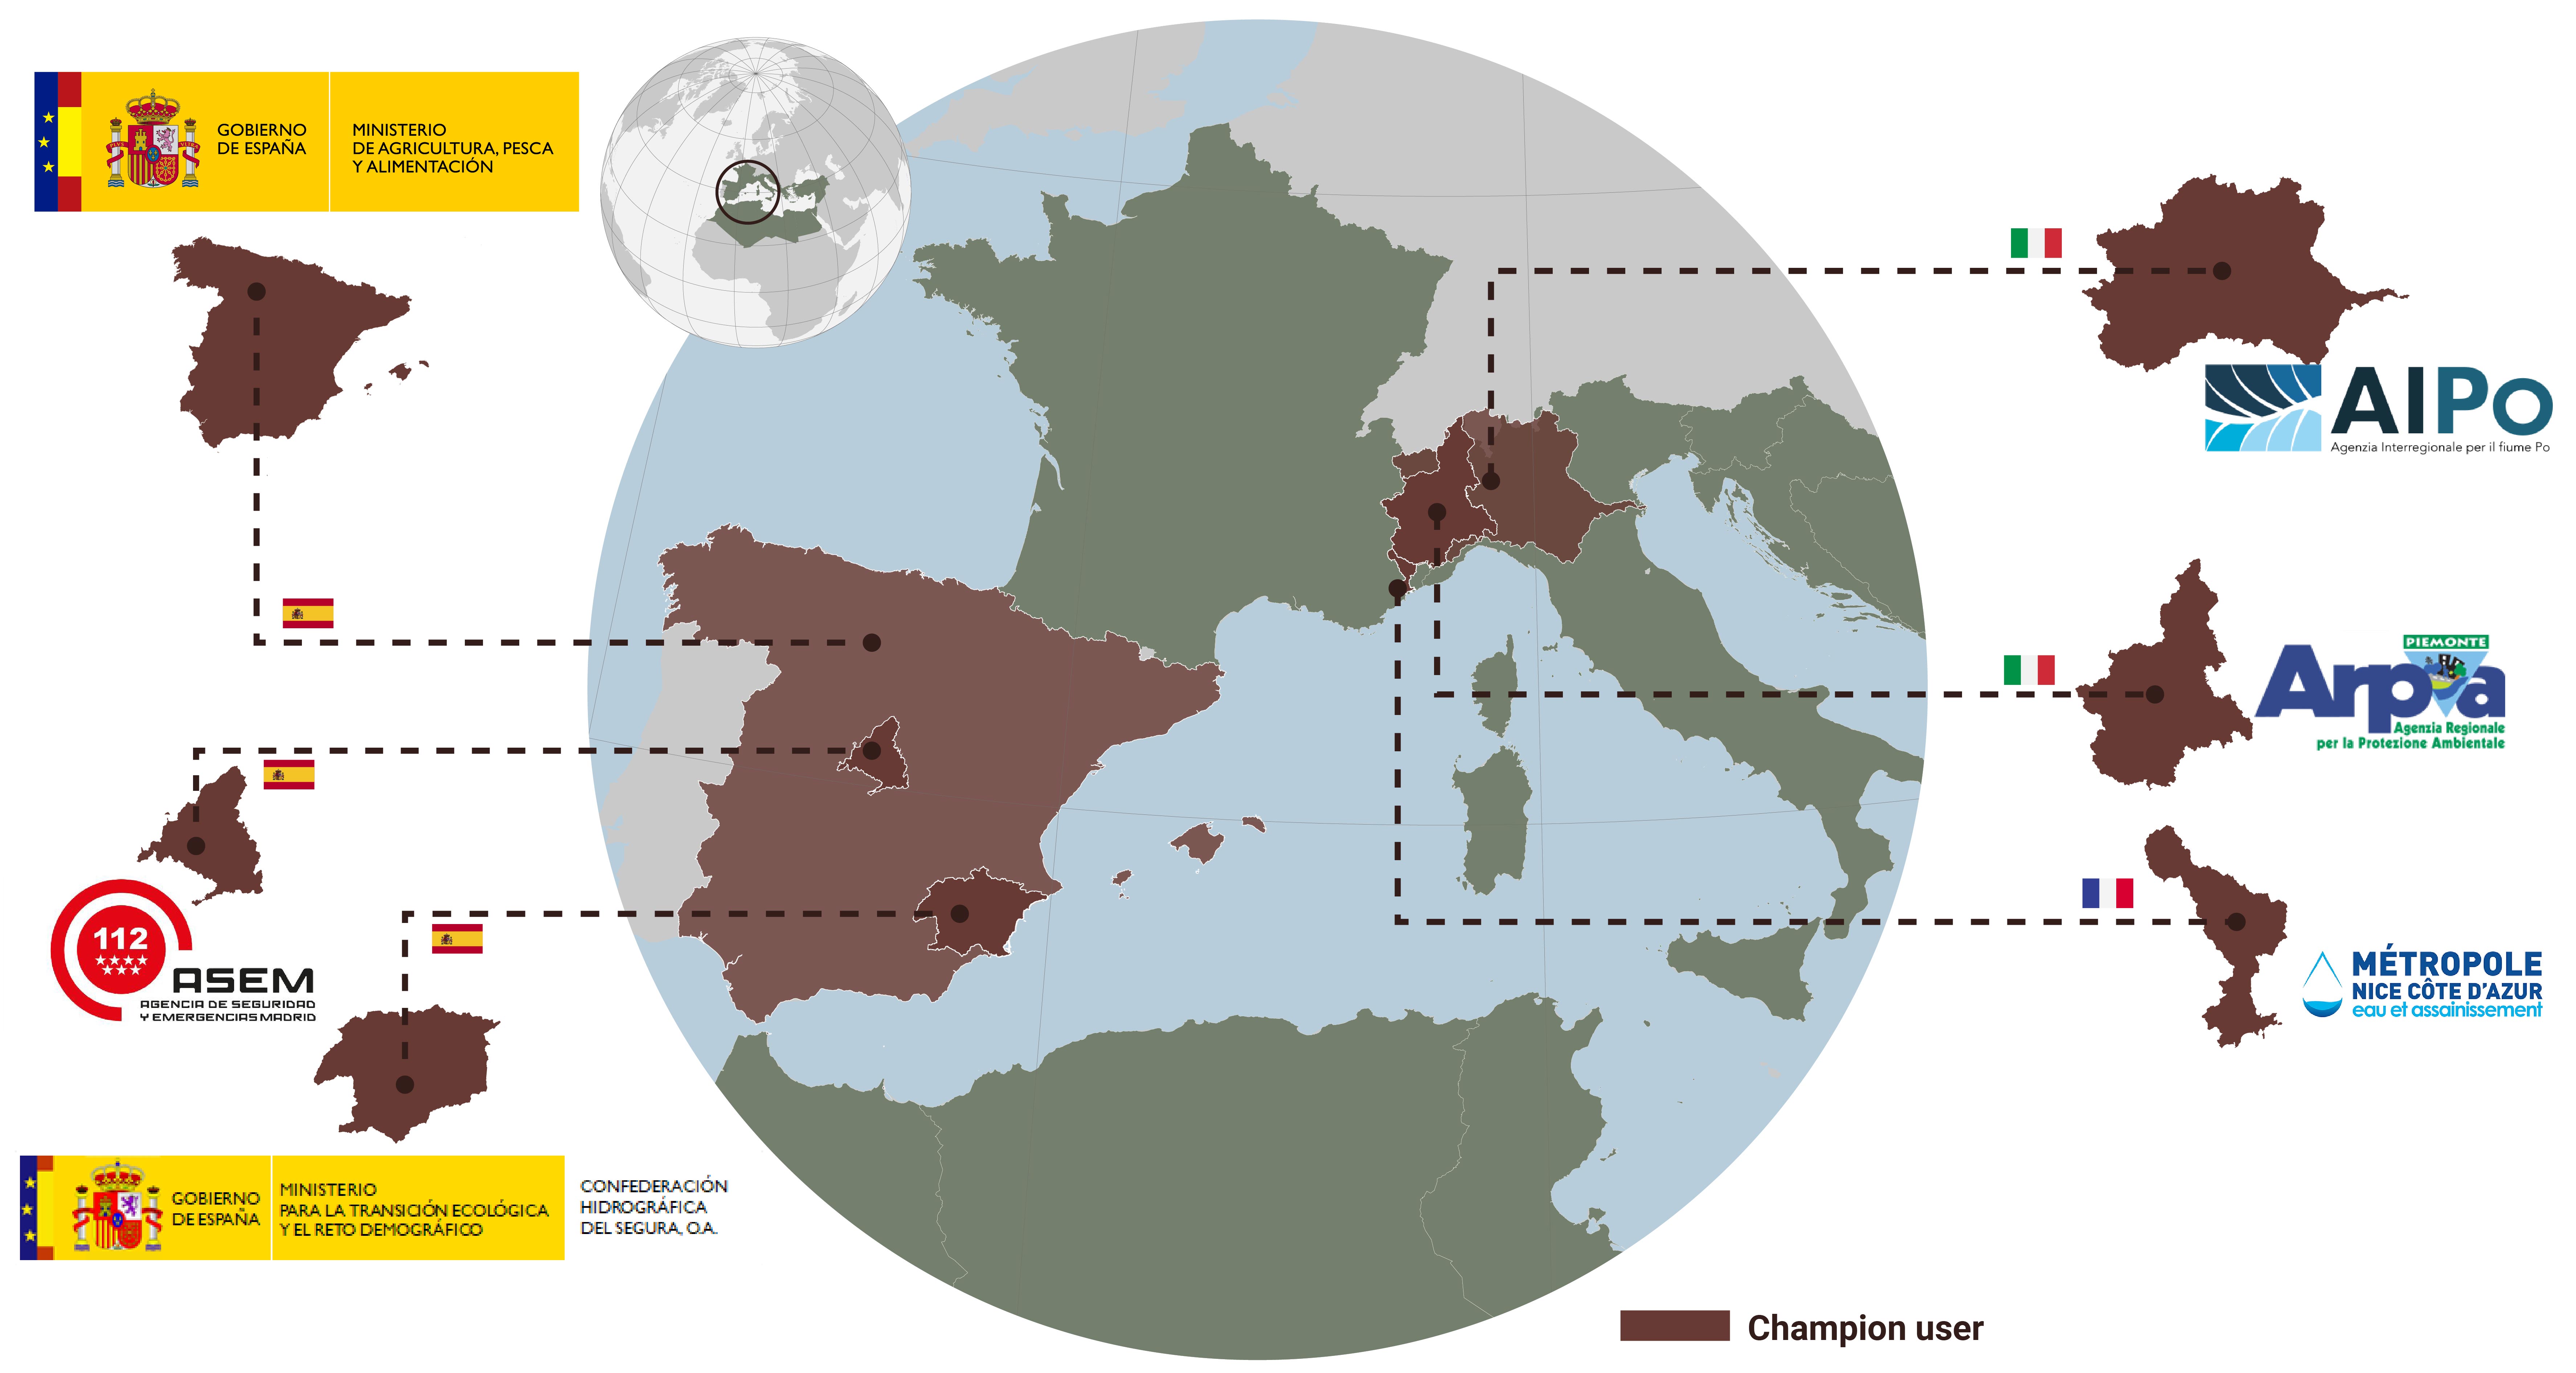 GOBIERNO
DE ESPAÑA
MINISTERIO
DE AGRICULTURA, PESCA
Y ALIMENTACIÓN
112
ASEM
AGENCIA DE SEGURIDAD
Y EMERGENCIAS MADRID
GOBIERNO
DE ESPAÑA
MINISTERIO
PARA LA TRANSICIÓN ECOLÓGICA
Y EL RETO DEMOGRÁFICO
CONFEDERACIÓN
HIDROGRÁFICA
DEL SEGURA, O.A.
AIPo
Agenzia Interregionale per il fiume Po
PIEMONTE
Arpa
Agenzia Regionale
per la Protezione Ambientale
MÉTROPOLE
NICE CÔTE D'AZUR
eau et assainissement
Champion user